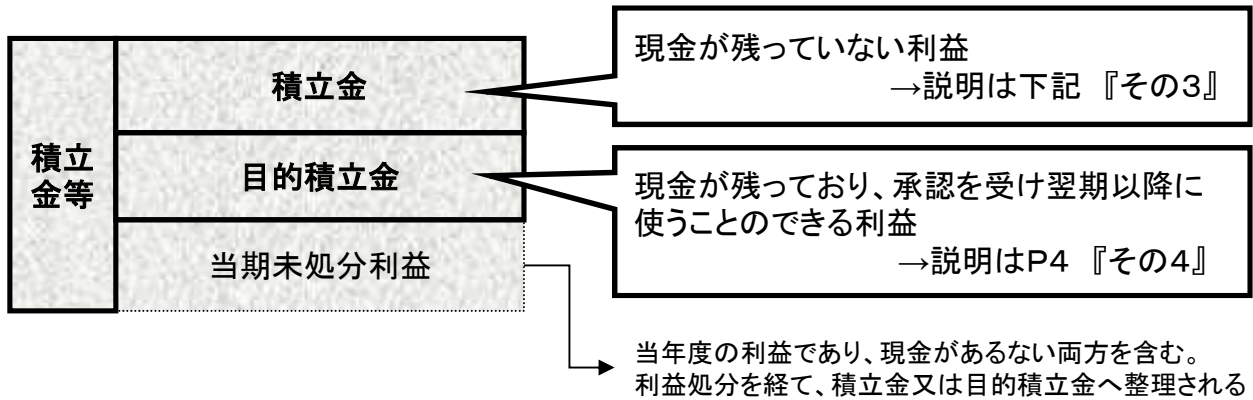 積立
金等
積立金
目的積立金
当期未処分利益
現金が残っていない利益
→説明は下記 『その3』
現金が残っており、承認を受け翌期以降に
使うことのできる利益
→説明はP4 『その4』
当年度の利益であり、現金があるない両方を含む。
利益処分を経て、積立金又は目的積立金へ整理される